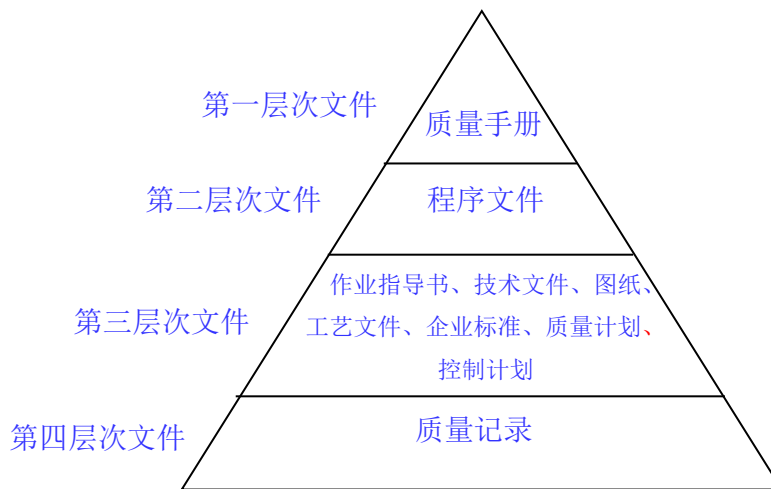 第一层次文件
质量手册
第二层次文件
程序文件
作业指导书、技术文件、图纸、
第三层次文件
工艺文件、企业标准、质量计划、
控制计划
第四层次文件
质量记录